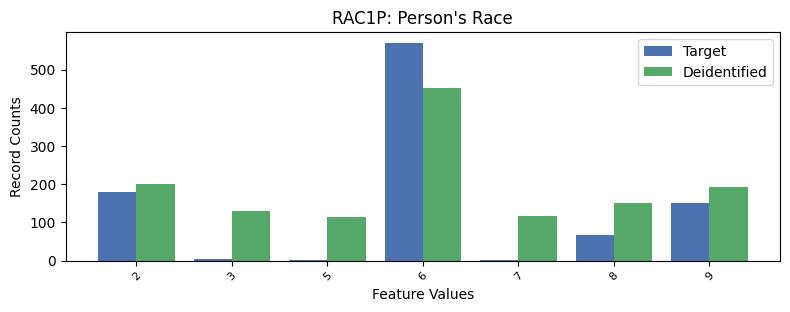 RAC1P: Person's Race
Target
Deidentified
Record Counts
500
400
300
200
100
0
2 3 5 6 7 8 9
Feature Values